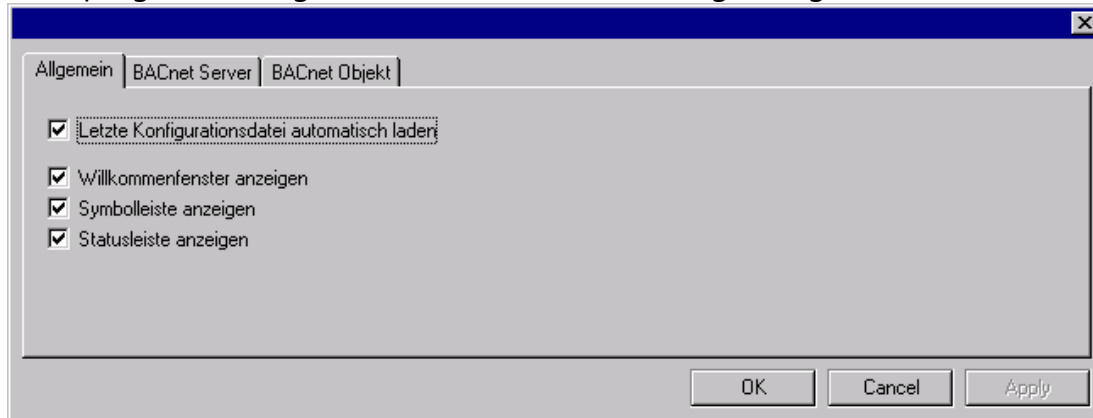 Allgemein BACnet Server BACnet Objekt
Letzte Konfigurationsdatei automatisch laden
Willkommenfenster anzeigen
Symbolleiste anzeigen
Statusleiste anzeigen
OK Cancel Apply